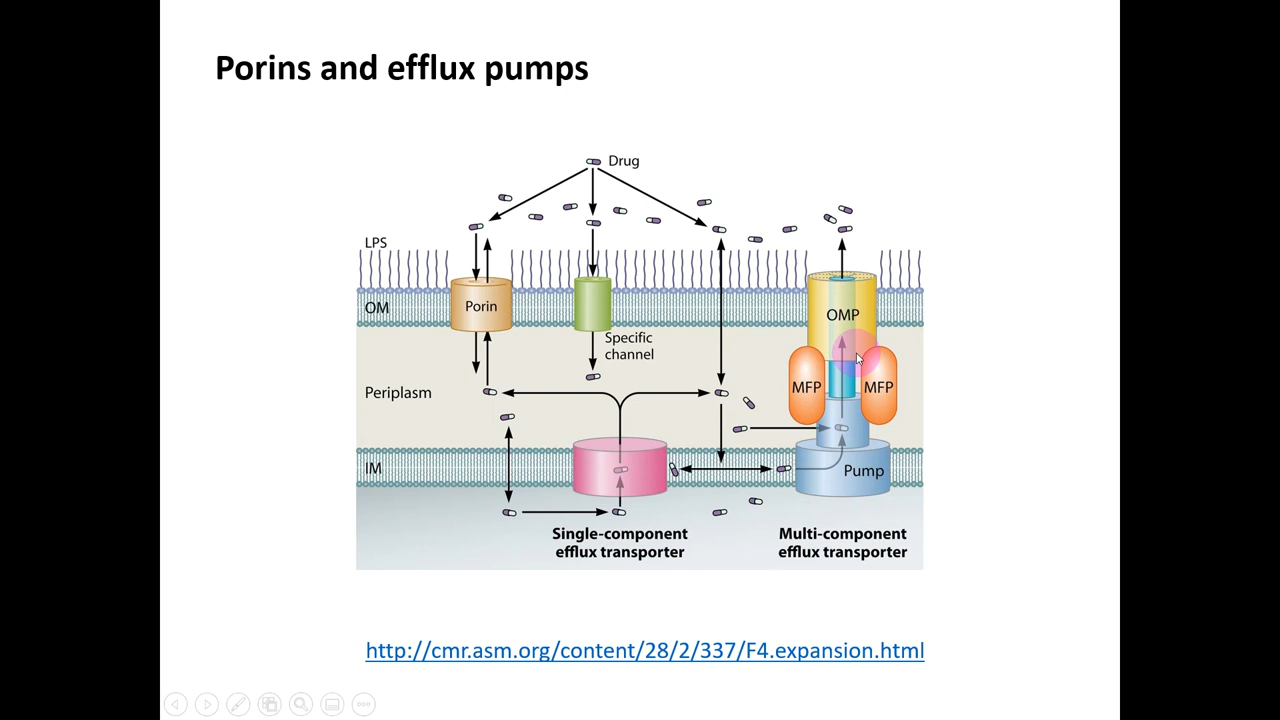 Porins and efflux pumps
Drug
LPS
OM
Porin
Specific
channel
OMP
MFP
MFP
Periplasm
IM
Pump
Single-component
efflux transporter
Multi-component
efflux transporter
http://cmr.asm.org/content/28/2/337/F4.expansion.html